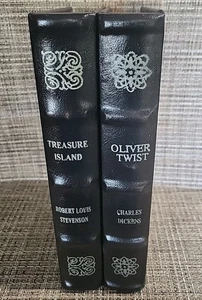 TREASURE
ISLAND
ROBERT LOUIS
STEVENSON
OLIVER
TWIST
CHARLES
DICKENS